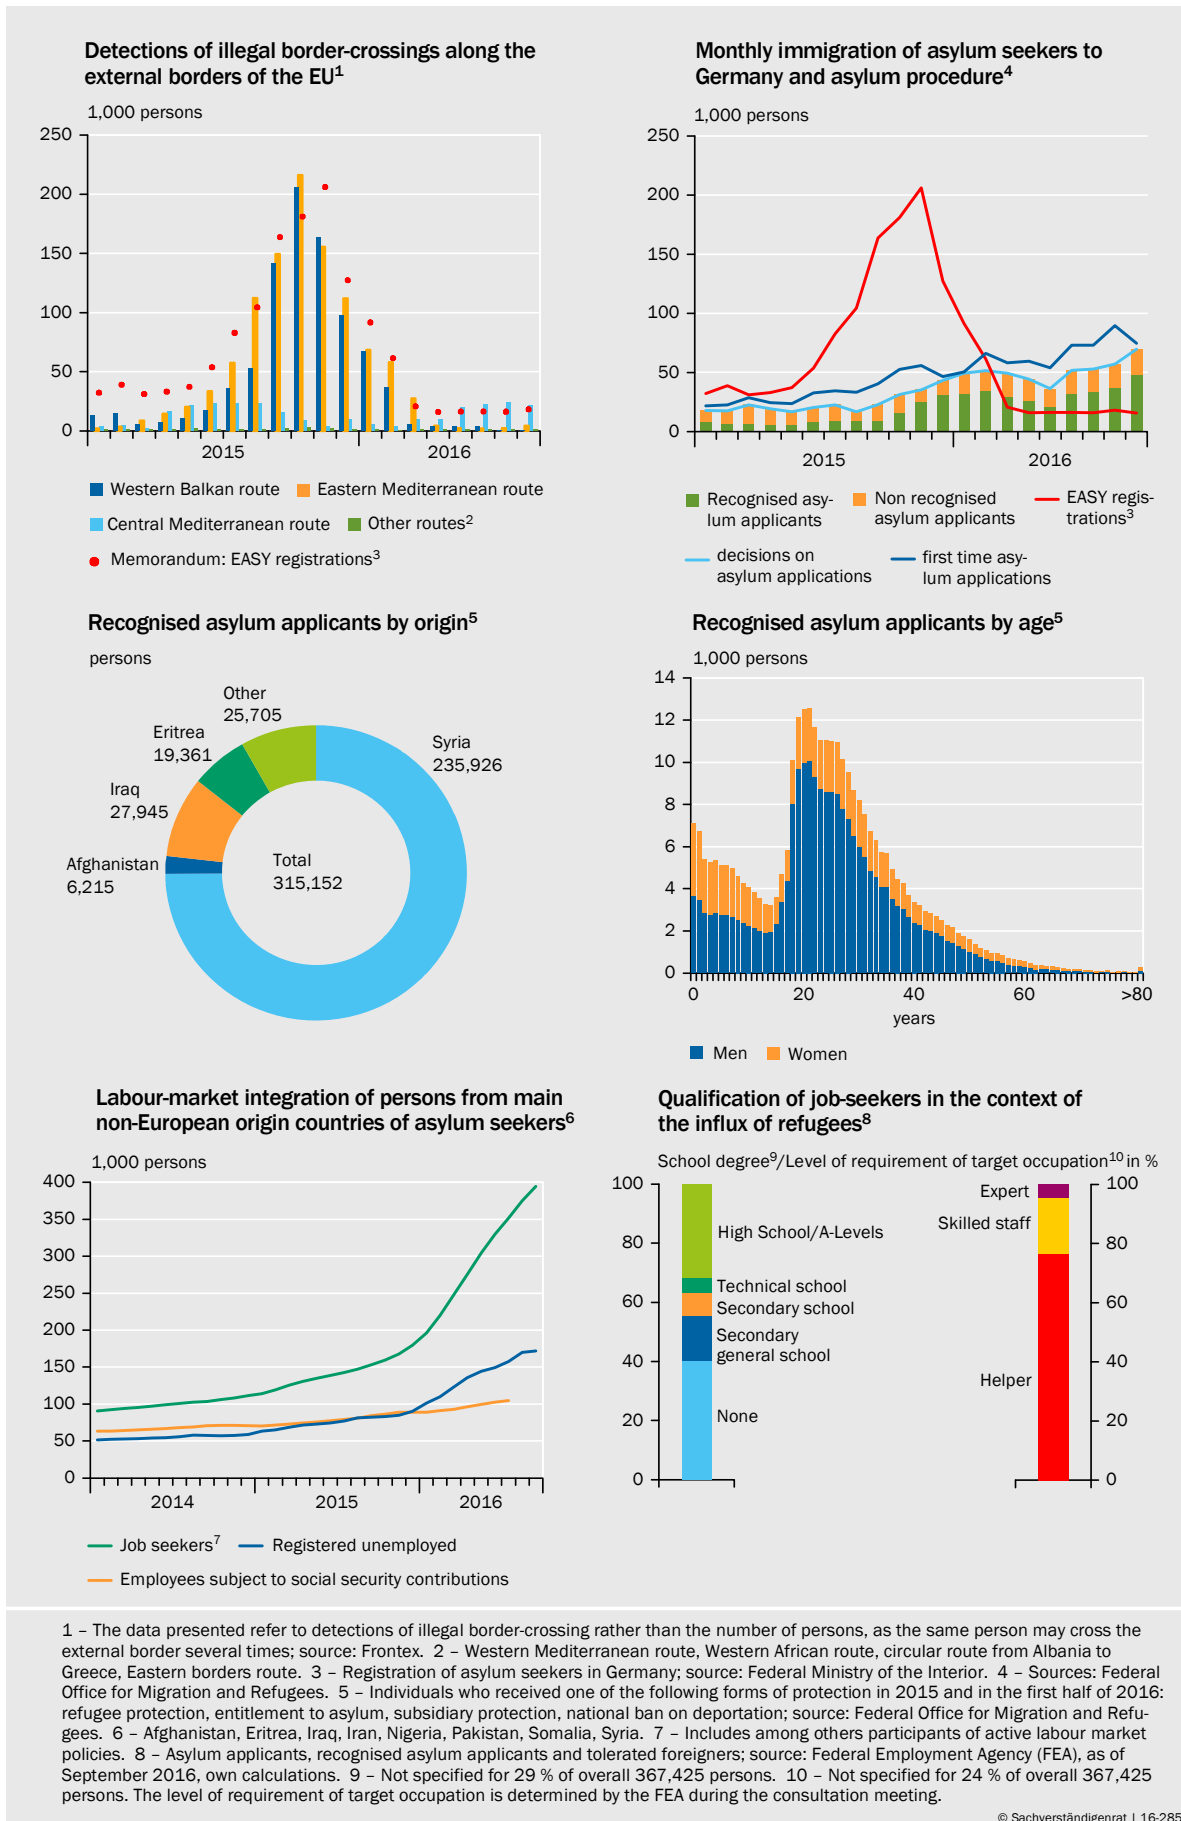 Detections of illegal border-crossings along the
external borders of the EU1
1,000 persons
250
200
150
100
50
0
2015
2016
Western Balkan route
Eastern Mediterranean route
Central Mediterranean route
Other routes2
Memorandum: EASY registrations3
Monthly immigration of asylum seekers to
Germany and asylum procedure4
1,000 persons
250
200
150
100
50
0
2015
2016
Recognised asy-
lum applicants
Non recognised
asylum applicants
EASY regis-
trations3
decisions on
asylum applications
first time asy-
lum applications
Recognised asylum applicants by origin5
persons
Other
25,705
Eritrea
19,361
Iraq
27,945
Afghanistan
6,215
Syria
235,926
Total
315,152
Recognised asylum applicants by age5
1,000 persons
14
12
10
8
6
4
2
0
0
20
40
60
>80
years
Men
Women
Labour-market integration of persons from main
non-European origin countries of asylum seekers6
1,000 persons
400
350
300
250
200
150
100
50
0
2014
2015
2016
Job seekers7
Registered unemployed
Employees subject to social security contributions
Qualification of job-seekers in the context of
the influx of refugees8
School degree9/Level of requirement of target occupation10 in %
100
80
60
40
20
0
High School/A-Levels
Technical school
Secondary school
Secondary
general school
None
Expert
Skilled staff
Helper
100
80
60
40
20
0
1 – The data presented refer to detections of illegal border-crossing rather than the number of persons, as the same person may cross the
external border several times; source: Frontex. 2 – Western Mediterranean route, Western African route, circular route from Albania to
Greece, Eastern borders route. 3 – Registration of asylum seekers in Germany; source: Federal Ministry of the Interior. 4 – Sources: Federal
Office for Migration and Refugees. 5 – Individuals who received one of the following forms of protection in 2015 and in the first half of 2016:
refugee protection, entitlement to asylum, subsidiary protection, national ban on deportation; source: Federal Office for Migration and Refu-
gees. 6 – Afghanistan, Eritrea, Iraq, Iran, Nigeria, Pakistan, Somalia, Syria. 7 – Includes among others participants of active labour market
policies. 8 – Asylum applicants, recognised asylum applicants and tolerated foreigners; source: Federal Employment Agency (FEA), as of
September 2016, own calculations. 9 – Not specified for 29 % of overall 367,425 persons. 10 – Not specified for 24 % of overall 367,425
persons. The level of requirement of target occupation is determined by the FEA during the consultation meeting.
© Sachverständigenrat | 16-285